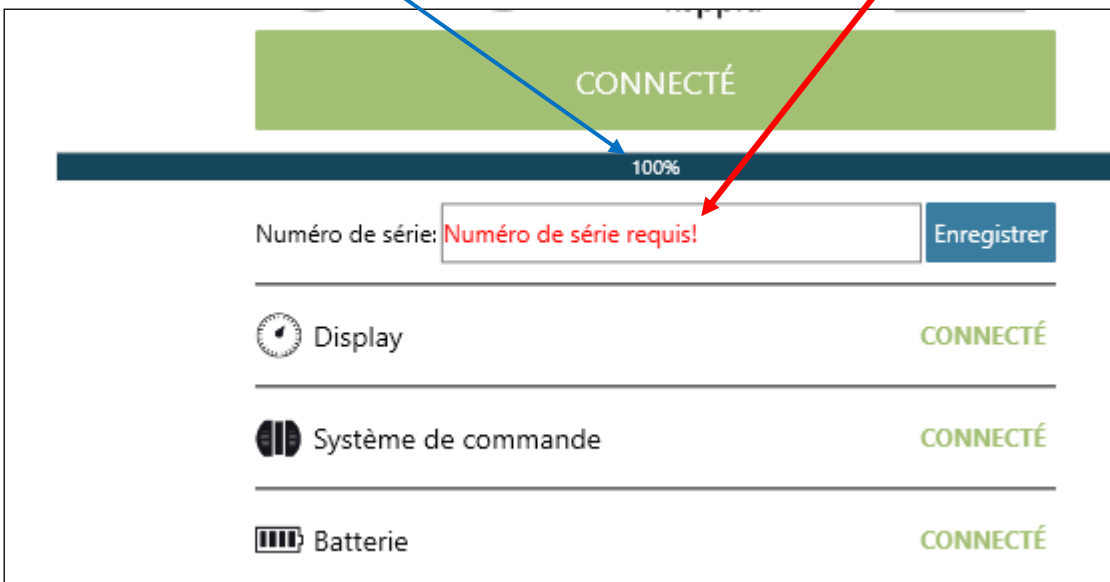 CONNECTÉ
100%
Numéro de série: Numéro de série requis! Enregistrer
Display CONNECTÉ
Système de commande CONNECTÉ
Batterie CONNECTÉ